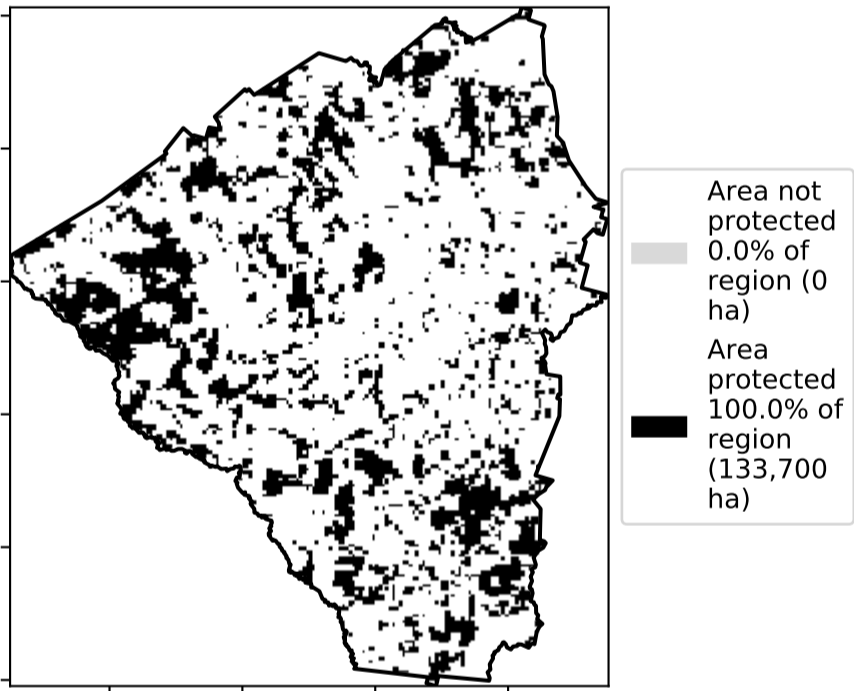 Area not
protected
0.0% of
region (0
ha)
Area
protected
100.0% of
region
(133,700
ha)